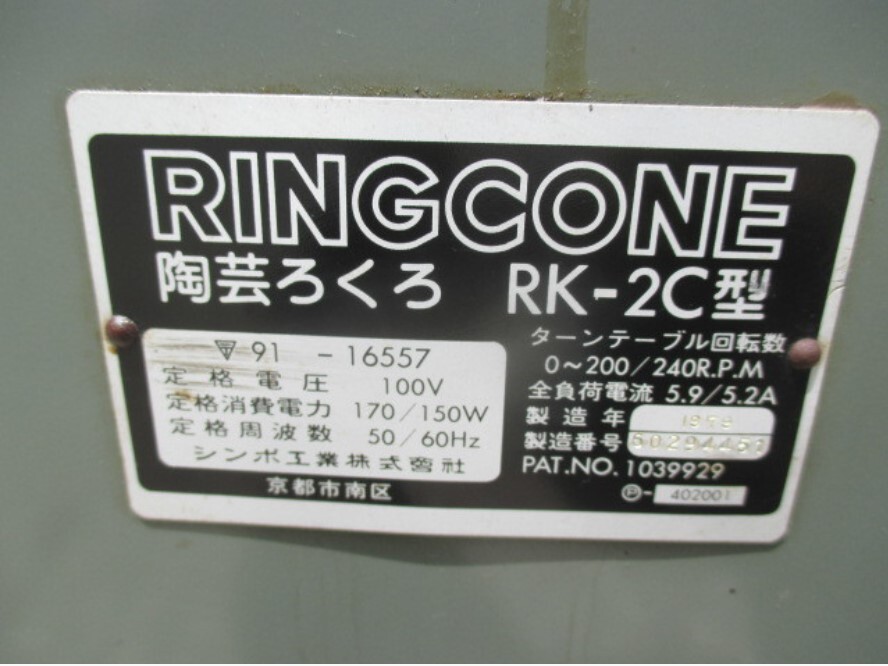 RINGCONE
陶芸ろくろ RK-2C型
91 - 16557
定格電圧 100V
定格消費電力 170/150W
定格周波数 50/60Hz
シンポ工業株式會社
京都市南区
ターンテーブル回転数
0~200/240R.P.M
全負荷電流 5.9/5.2A
製造年
製造番号
PAT.NO. 1039929
Ⓟ-402001